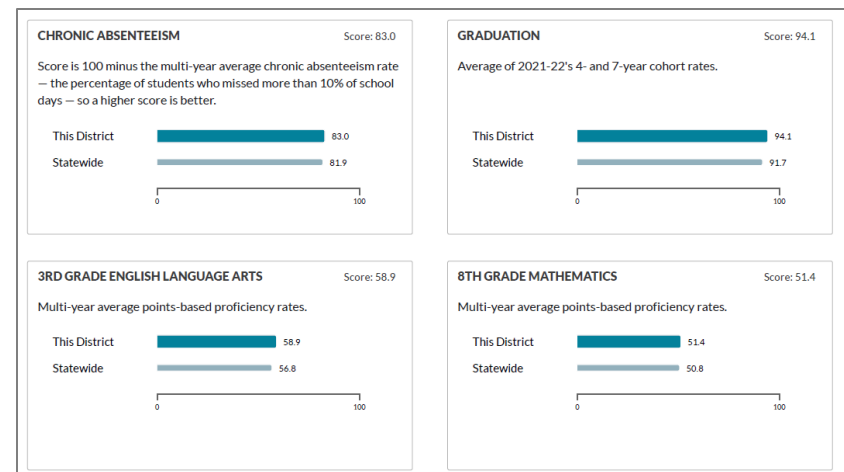 CHRONIC ABSENTEEISM Score: 83.0
Score is 100 minus the multi-year average chronic absenteeism rate
— the percentage of students who missed more than 10% of school
days — so a higher score is better.
This District 83.0
Statewide 81.9
0 100
GRADUATION Score: 94.1
Average of 2021-22's 4- and 7-year cohort rates.
This District 94.1
Statewide 91.7
0 100
3RD GRADE ENGLISH LANGUAGE ARTS Score: 58.9
Multi-year average points-based proficiency rates.
This District 58.9
Statewide 56.8
0 100
8TH GRADE MATHEMATICS Score: 51.4
Multi-year average points-based proficiency rates.
This District 51.4
Statewide 50.8
0 100